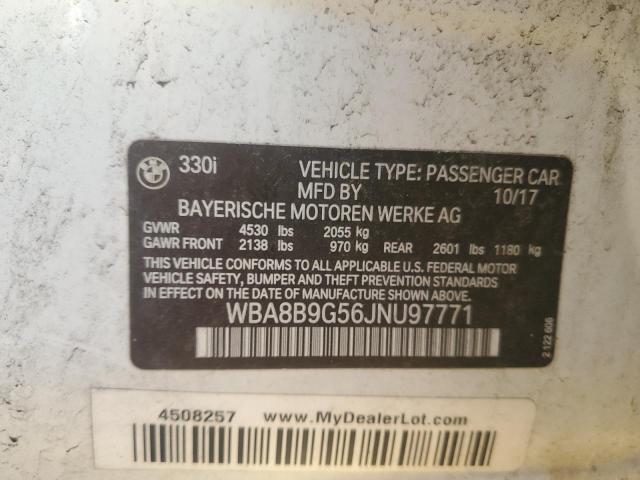 330i VEHICLE TYPE: PASSENGER CAR
MFD BY 10/17
BAYERISCHE MOTOREN WERKE AG
GVWR 4530 lbs 2055 kg
GAWR FRONT 2138 lbs 970 kg REAR 2601 lbs 1180 kg
THIS VEHICLE CONFORMS TO ALL APPLICABLE U.S. FEDERAL MOTOR
VEHICLE SAFETY, BUMPER AND THEFT PREVENTION STANDARDS
IN EFFECT ON THE DATE OF MANUFACTURE SHOWN ABOVE.
WBA8B9G56JNU97771
2 122 606
4508257 www.MyDealerLot.com